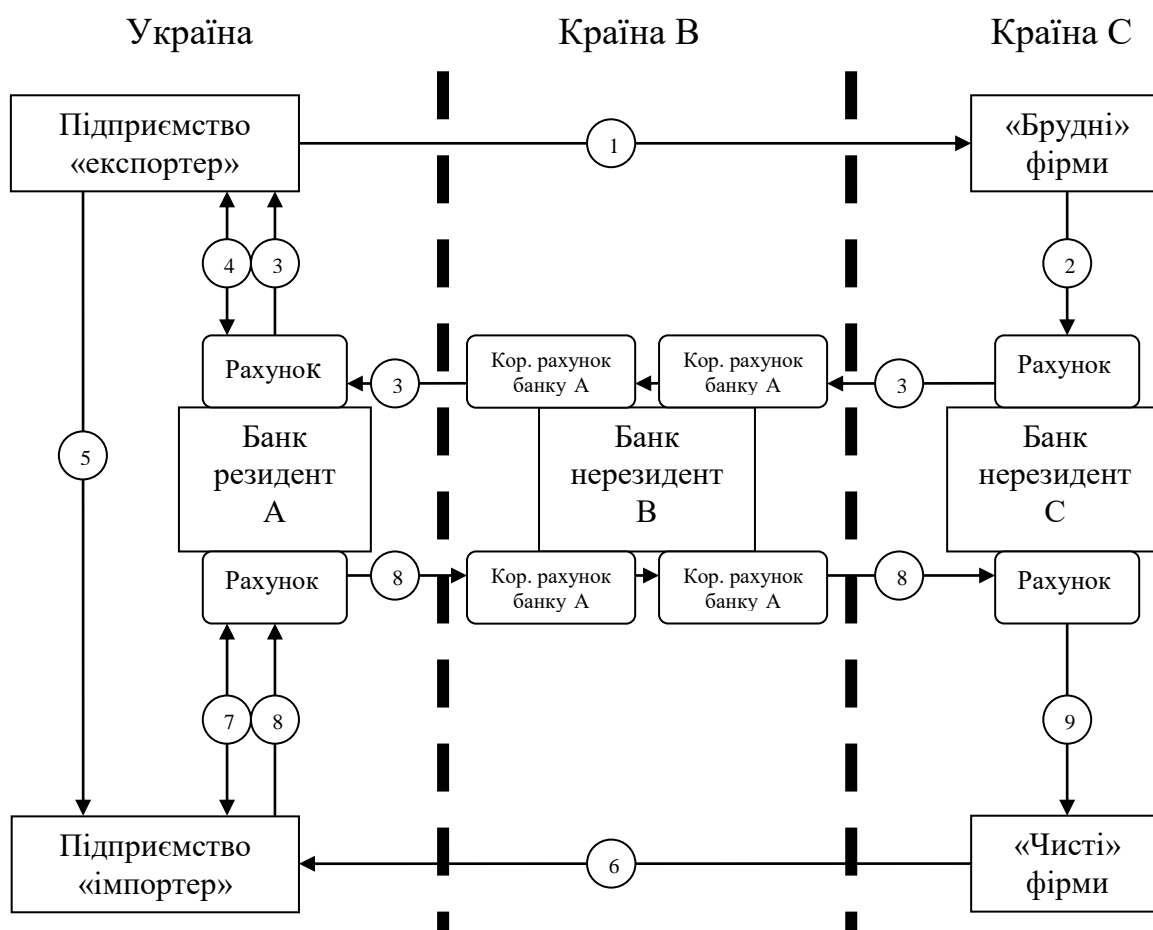 Україна
Країна В
Країна С
Підприємство
«експортер»
1
«Брудні»
фірми
4
3
2
Рахунок
3
Кор. рахунок
банку А
Кор. рахунок
банку А
3
Рахунок
5
Банк
резидент
А
Банк
нерезидент
В
Банк
нерезидент
С
Рахунок
8
Кор. рахунок
банку А
Кор. рахунок
банку А
8
Рахунок
7
8
9
Підприємство
«імпортер»
6
«Чисті»
фірми